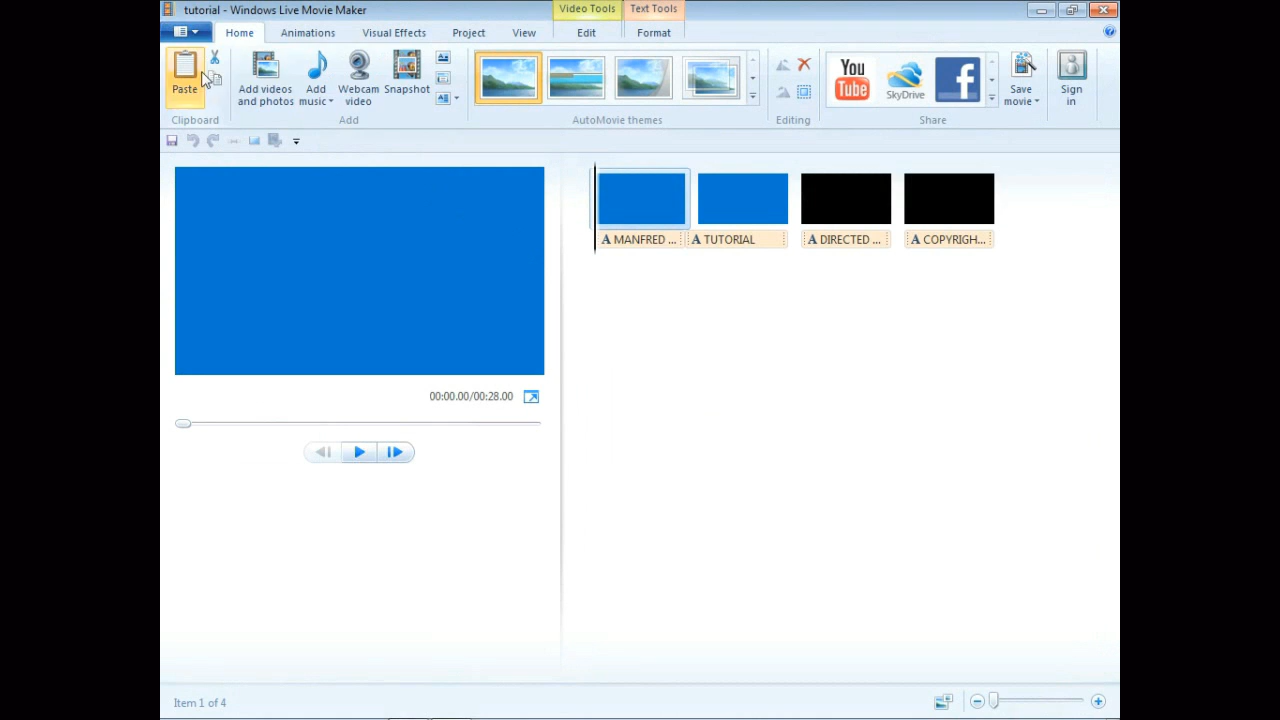 tutorial - Windows Live Movie Maker
Video Tools
Text Tools
Home
Animations
Visual Effects
Project
View
Edit
Format
Paste
Add videos
and photos
Add
music
Webcam
video
Snapshot
You
Tube
SkyDrive
f
Save
movie
Sign
in
Clipboard
Add
AutoMovie themes
Editing
Share
A MANFRED ...
A TUTORIAL
A DIRECTED ...
A COPYRIGH...
00:00.00/00:28.00
Item 1 of 4